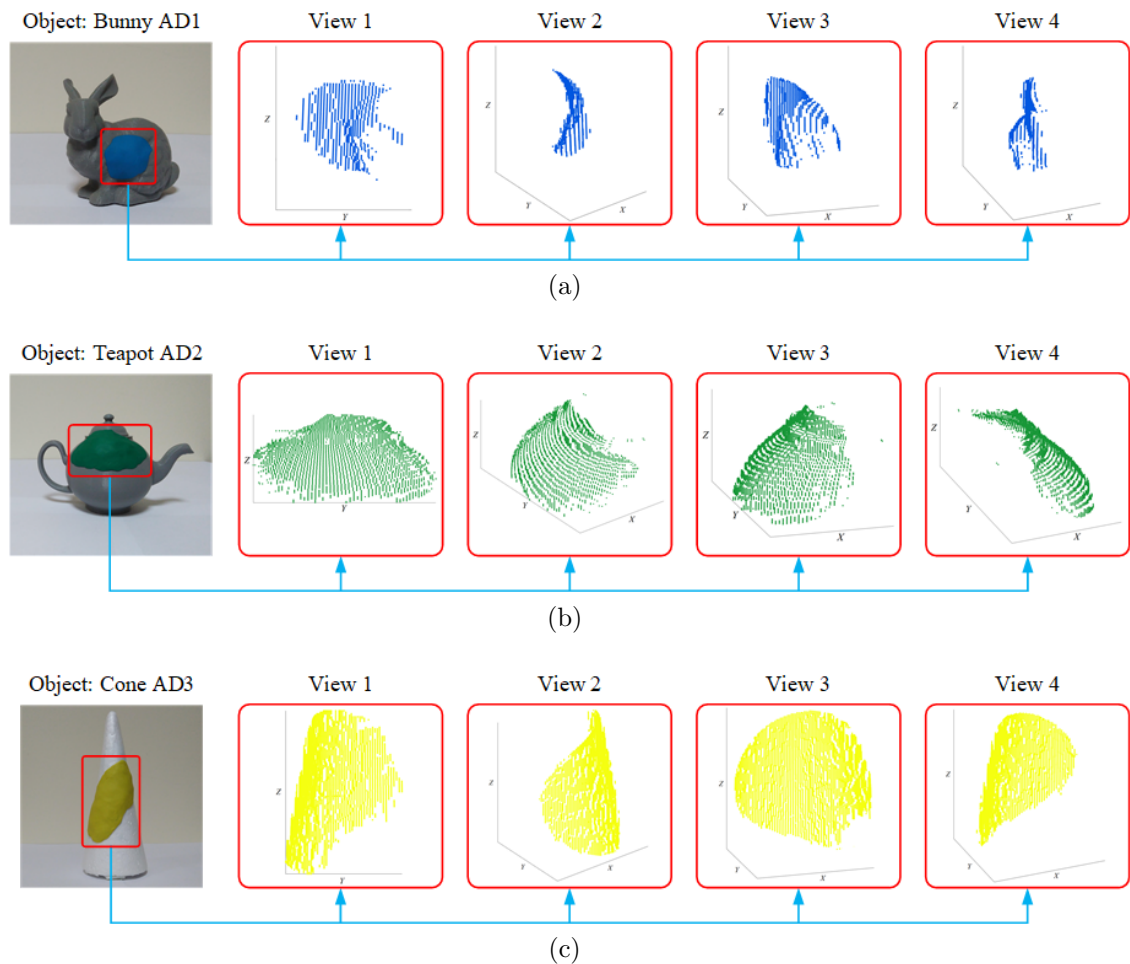 Object: Bunny AD1 View 1 View 2 View 3 View 4
Z Y
Z Y X
Z Y X
Z Y X
(a)
Object: Teapot AD2 View 1 View 2 View 3 View 4
Z Y
Z Y X
Z Y X
Z Y X
(b)
Object: Cone AD3 View 1 View 2 View 3 View 4
Z Y
Z Y X
Z Y X
Z Y X
(c)